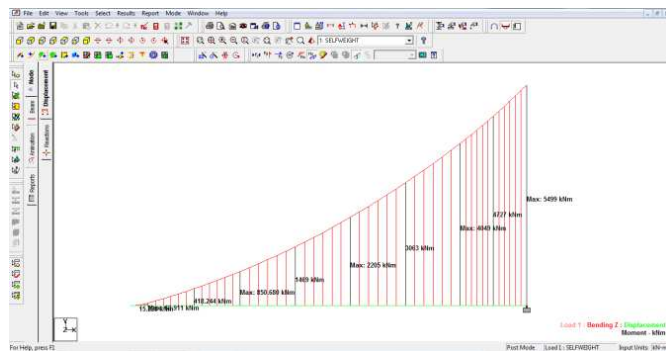 File Edit View Tools Select Results Report Mode Window Help
1: SELFWEIGHT
Node
Displacement
Beam
Reactions
Animation
Reports
Max: 5499 kNm
4727 kNm
Max: 4049 kNm
3063 kNm
Max: 2205 kNm
1469 kNm
Max: 850.680 kNm
418.264 kNm
Y
Z X
Load 1 : Bending Z : Displacement
Moment - kNm
For Help, press F1
Post Mode Load 1 : SELFWEIGHT Input Units kN-m